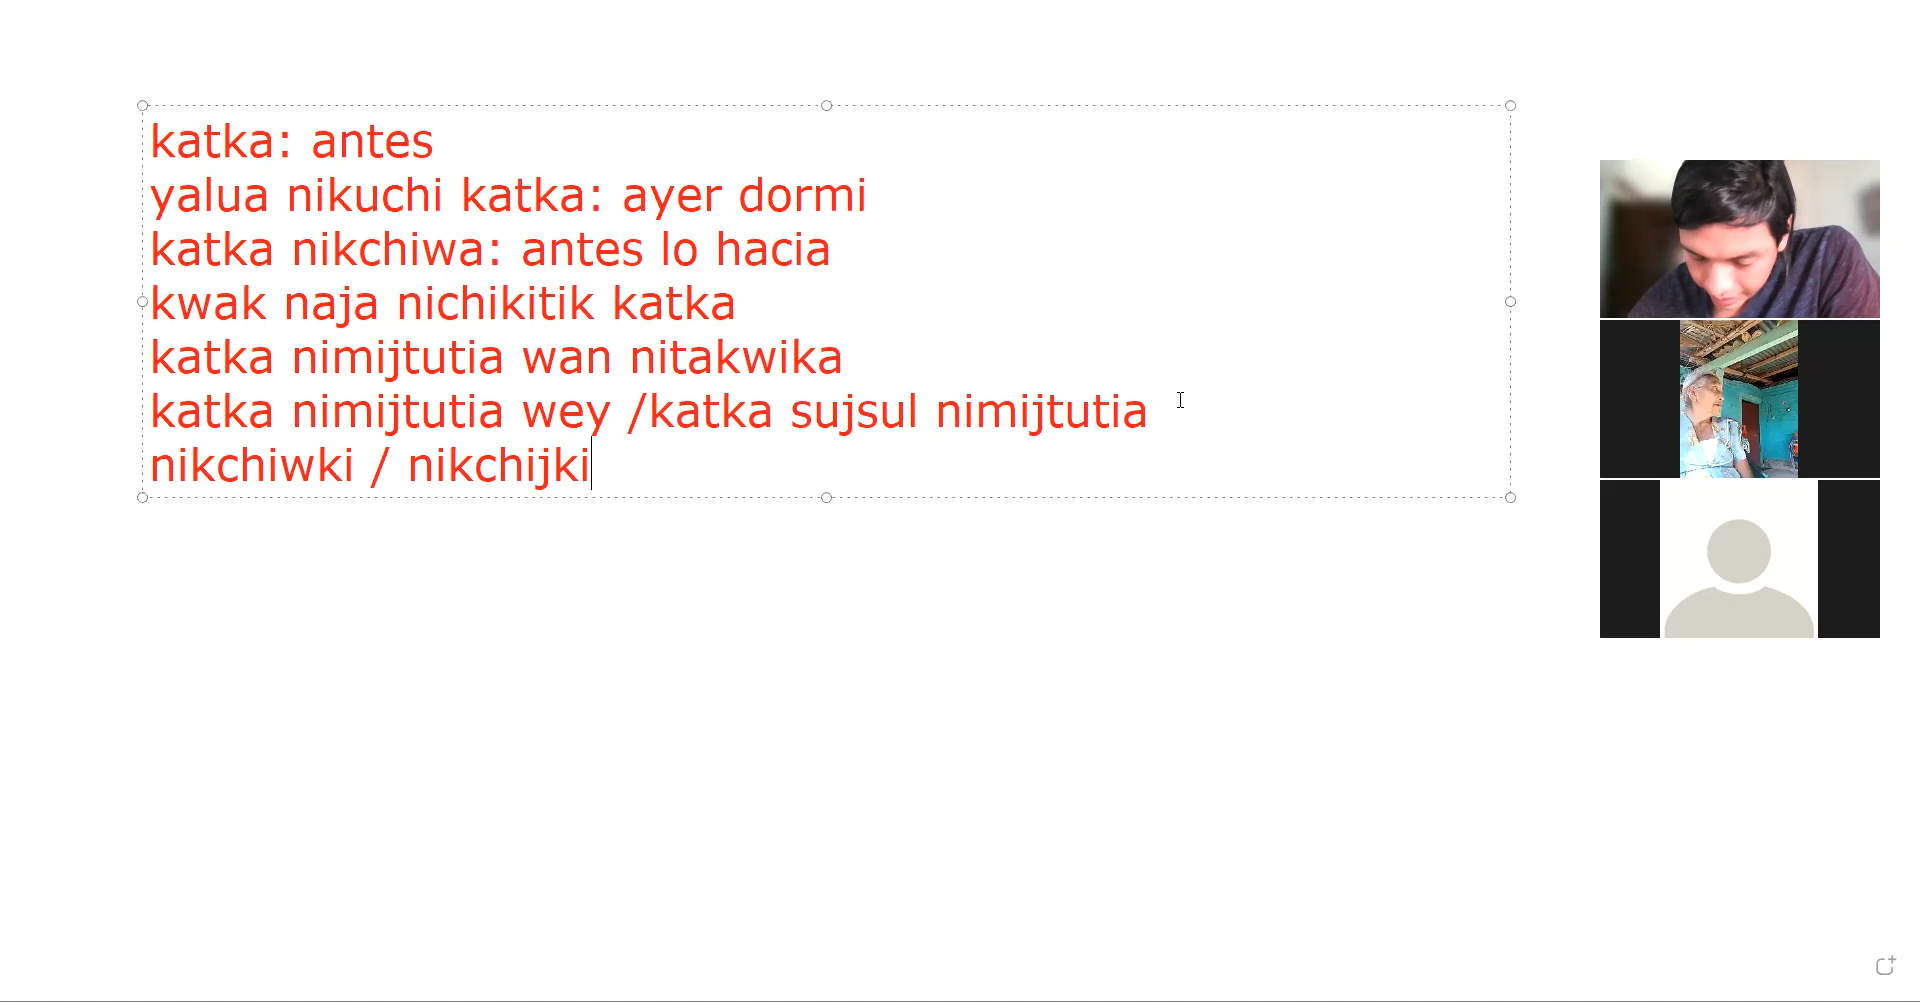 katka: antes
yalua nikuchi katka: ayer dormi
katka nikchiwa: antes lo hacia
kwak naja nichikitik katka
katka nimijtutia wan nitakwika
katka nimijtutia wey /katka sujsul nimijtutia
nikchiwki / nikchijki